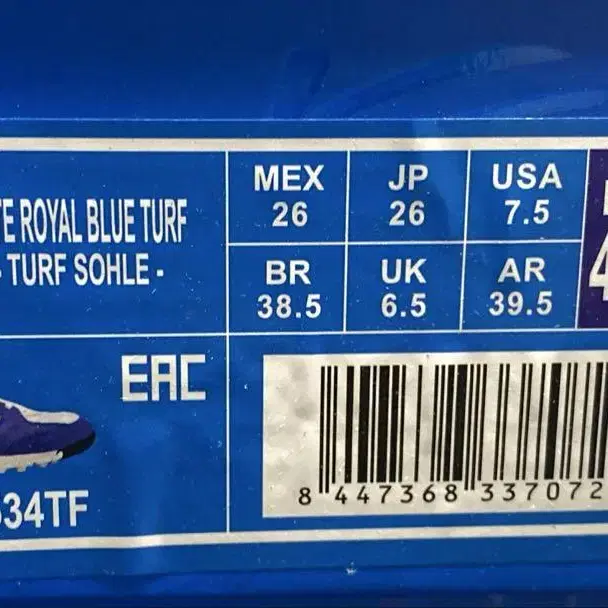 TE ROYAL BLUE TURF
- TURF SOHLE -
MEX 26
JP 26
USA 7.5
BR 38.5
UK 6.5
AR 39.5
4
EAC
34TF
8 447368 337072